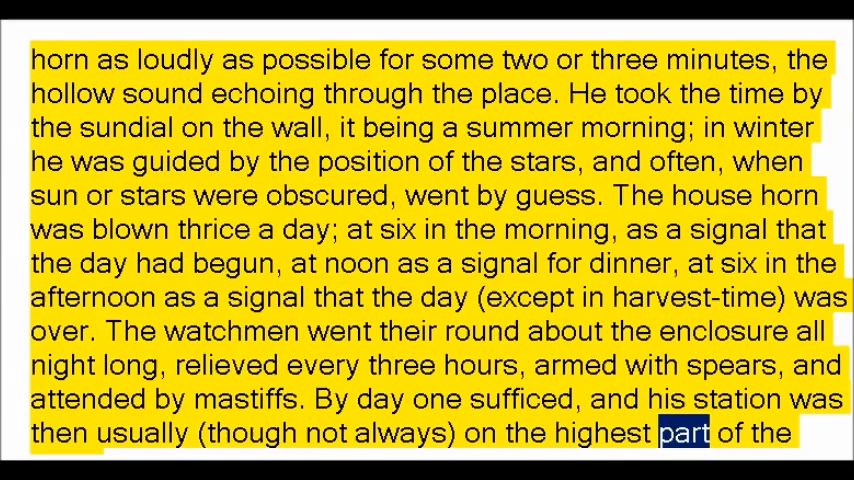 horn as loudly as possible for some two or three minutes, the
hollow sound echoing through the place. He took the time by
the sundial on the wall, it being a summer morning; in winter
he was guided by the position of the stars, and often, when
sun or stars were obscured, went by guess. The house horn
was blown thrice a day; at six in the morning, as a signal that
the day had begun, at noon as a signal for dinner, at six in the
afternoon as a signal that the day (except in harvest-time) was
over. The watchmen went their round about the enclosure all
night long, relieved every three hours, armed with spears, and
attended by mastiffs. By day one sufficed, and his station was
then usually (though not always) on the highest part of the